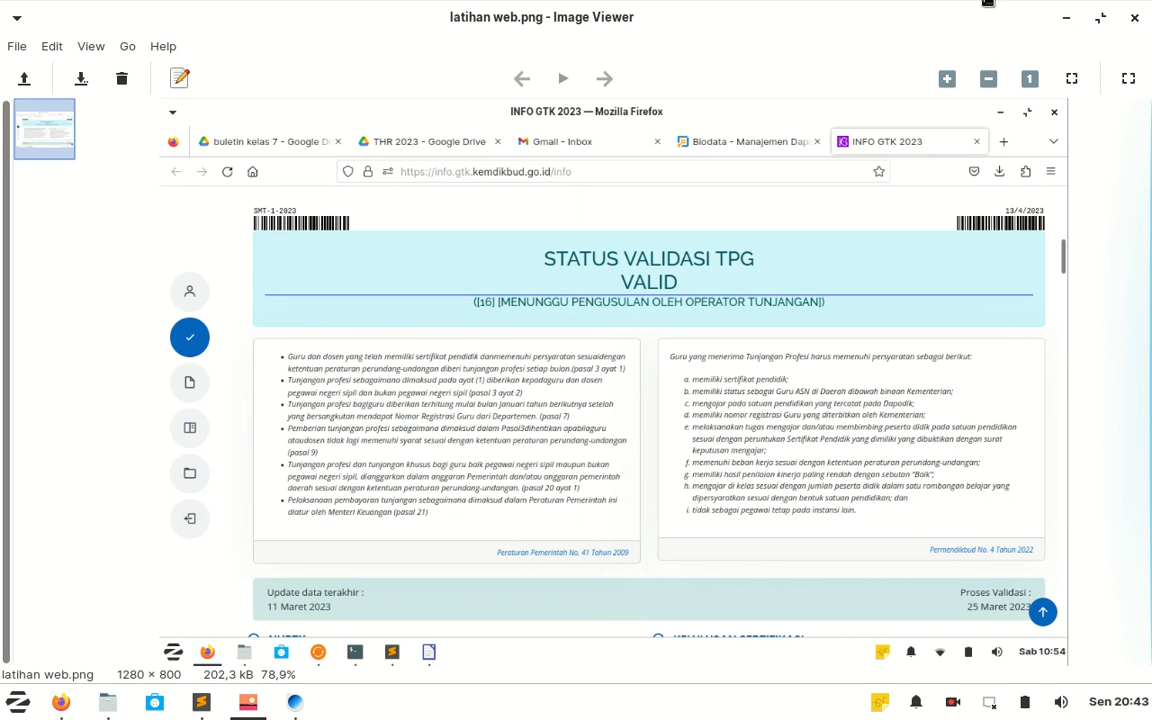 latihan web.png - Image Viewer
File Edit View Go Help
INFO GTK 2023 — Mozilla Firefox
buletin kelas 7 - Google Dr
THR 2023 - Google Drive
Gmail - Inbox
Biodata - Manajemen Dapo
INFO GTK 2023
https://info.gtk.kemdikbud.go.id/info
SMT-1-2023
13/4/2023
STATUS VALIDASI TPG
VALID
([16] [MENUNGGU PENGUSULAN OLEH OPERATOR TUNJANGAN])
• Guru dan dosen yang telah memiliki sertifikat pendidik danmemenuhi persyaratan sesuaidengan
ketentuan peraturan perundang-undangan diberi tunjangan profesi setiap bulan.(pasal 3 ayat 1)
• Tunjangan profesi sebagaimana dimaksud pada ayat (1) diberikan kepadaguru dan dosen
pegawai negeri sipil dan bukan pegawai negeri sipil (pasal 3 ayat 2)
• Tunjangan profesi bagiguru diberikan terhitung mulai bulan Januari tahun berikutnya setelah
yang bersangkutan mendapat Nomor Registrasi Guru dari Departemen. (pasal 7)
• Pemberian tunjangan profesi sebagaimana dimaksud dalam Pasal3dihentikan apabilaguru
ataudosen tidak lagi memenuhi syarat sesuai dengan ketentuan peraturan perundang-undangan
(pasal 9)
• Tunjangan profesi dan tunjangan khusus bagi guru baik pegawai negeri sipil maupun bukan
pegawai negeri sipil, dianggarkan dalam anggaran Pemerintah dan/atau anggaran pemerintah
daerah sesuai dengan ketentuan peraturan perundang-undangan. (pasal 20 ayat 1)
• Pelaksanaan pembayaran tunjangan sebagaimana dimaksud dalam Peraturan Pemerintah ini
diatur oleh Menteri Keuangan (pasal 21)
Peraturan Pemerintah No. 41 Tahun 2009
Guru yang menerima Tunjangan Profesi harus memenuhi persyaratan sebagai berikut:
a. memiliki sertifikat pendidik;
b. memiliki status sebagai Guru ASN di Daerah dibawah binaan Kementerian;
c. mengajar pada satuan pendidikan yang tercatat pada Dapodik;
d. memiliki nomor registrasi Guru yang diterbitkan oleh Kementerian;
e. melaksanakan tugas mengajar dan/atau membimbing peserta didik pada satuan pendidikan
sesuai dengan peruntukan Sertifikat Pendidik yang dimiliki yang dibuktikan dengan surat
keputusan mengajar;
f. memenuhi beban kerja sesuai dengan ketentuan peraturan perundang-undangan;
g. memiliki hasil penilaian kinerja paling rendah dengan sebutan "Baik";
h. mengajar di kelas sesuai dengan jumlah peserta didik dalam satu rombongan belajar yang
dipersyaratkan sesuai dengan bentuk satuan pendidikan; dan
i. tidak sebagai pegawai tetap pada instansi lain.
Permendikbud No. 4 Tahun 2022
Update data terakhir :
11 Maret 2023
Proses Validasi :
25 Maret 2023
Sab 10:54
latihan web.png 1280 × 800 202,3 kB 78,9%
Sen 20:43